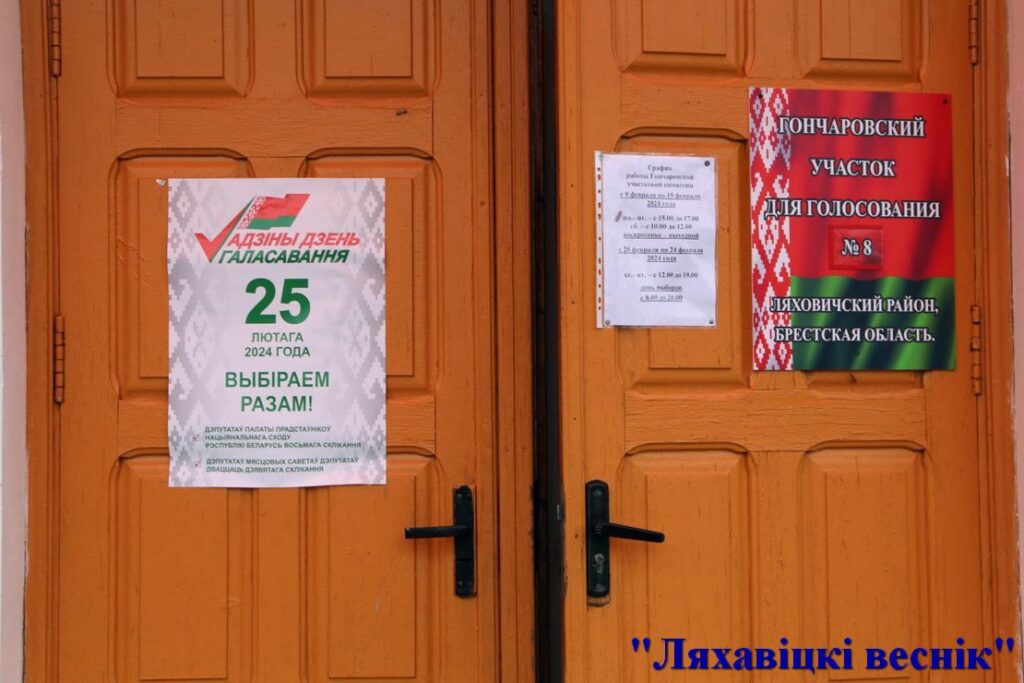 АДЗІНЫ ДЗЕНЬ
ГАЛАСАВАННЯ
25
ЛЮТАГА
2024 ГОДА
ВЫБІРАЕМ
РАЗАМ!
ДЭПУТАТАЎ ПАЛАТЫ ПРАДСТАЎНІКОЎ
НАЦЫЯНАЛЬНАГА СХОДУ
РЭСПУБЛІКІ БЕЛАРУСЬ ВОСЬМАГА СКЛІКАННЯ
ДЭПУТАТАЎ МЯСЦОВЫХ САВЕТАЎ ДЭПУТАТАЎ
ДВАЦЦАЦЬ ДЗЯВЯТАГА СКЛІКАННЯ
График
работы Гончаровской
участковой комиссии
с 9 февраля по 19 февраля
2024 года
пн.- пт. – с 15.00 до 17.00
сб. - с 10.00 до 12.00
воскресенье – выходной
с 20 февраля по 24 февраля
2024 года
вт.- пт. – с 12.00 до 19.00
день выборов
с 8.00 до 20.00
ГОНЧАРОВСКИЙ
УЧАСТОК
ДЛЯ ГОЛОСОВАНИЯ
№ 8
ЛЯХОВИЧСКИЙ РАЙОН,
БРЕСТСКАЯ ОБЛАСТЬ.
"Ляхавіцкі веснік"